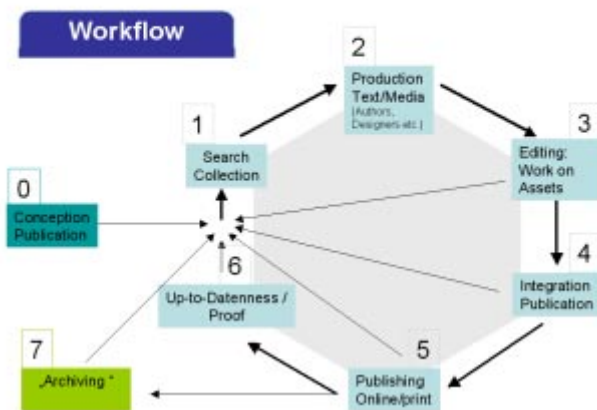 Workflow
0
Conception
Publication
1
Search
Collection
2
Production
Text/Media
(Authors,
Designers etc.)
3
Editing:
Work on
Assets
4
Integration
Publication
5
Publishing
Online/print
6
Up-to-Datenness /
Proof
7
„Archiving “